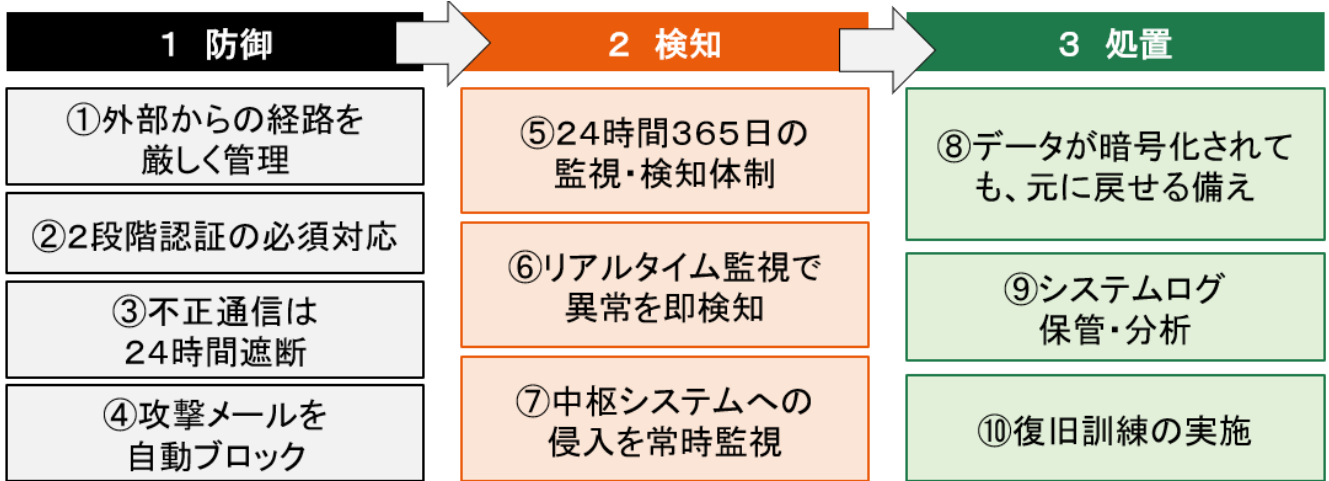 1 防御
①外部からの経路を
厳しく管理
②2段階認証の必須対応
③不正通信は
24時間遮断
④攻撃メールを
自動ブロック
2 検知
⑤24時間365日の
監視・検知体制
⑥リアルタイム監視で
異常を即検知
⑦中枢システムへの
侵入を常時監視
3 処置
⑧データが暗号化されて
も、元に戻せる備え
⑨システムログ
保管・分析
⑩復旧訓練の実施